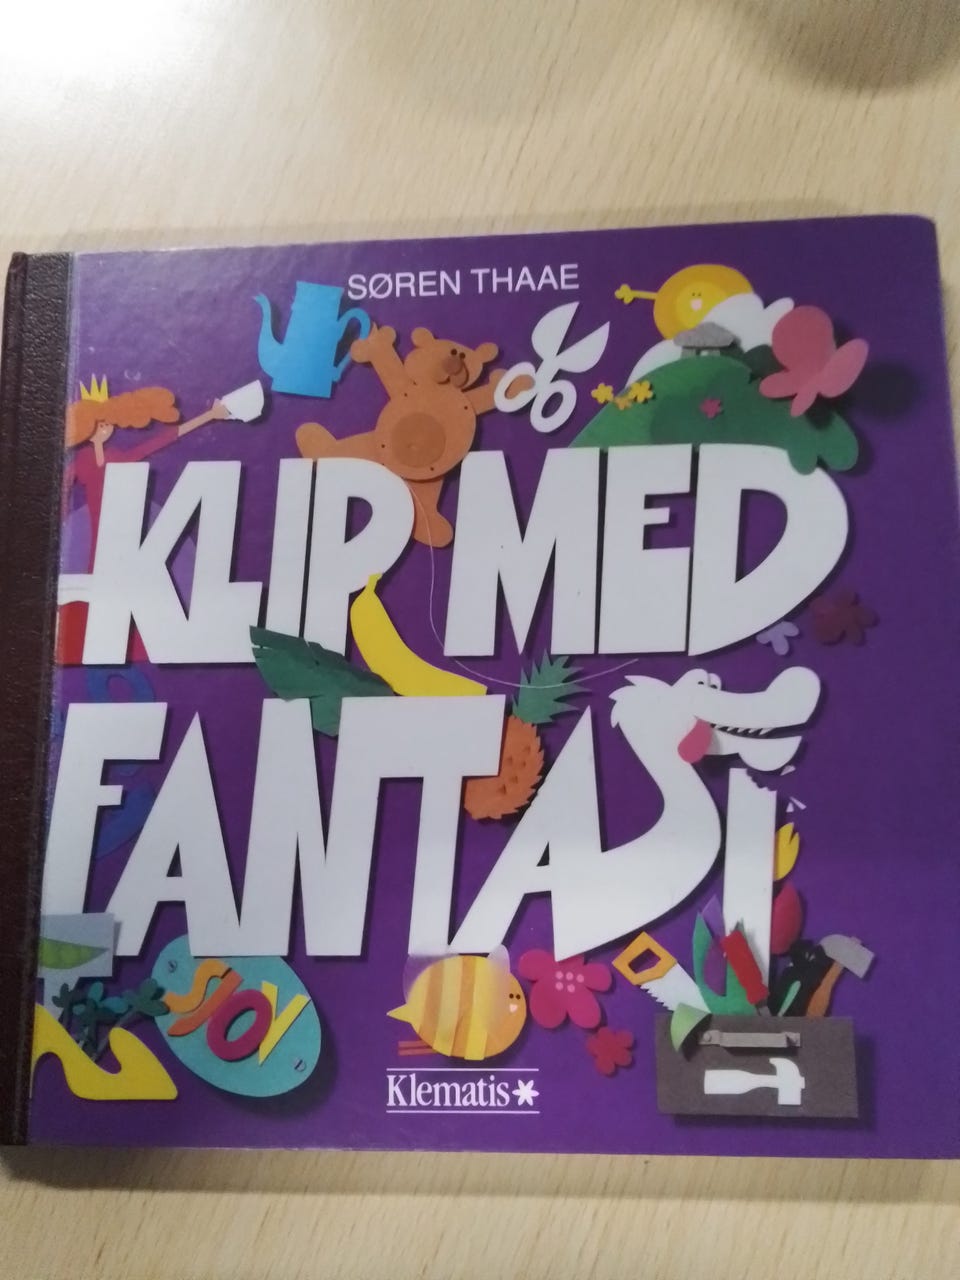 SØREN THAAE
KLIP MED
FANTASI
SJOV
Klematis